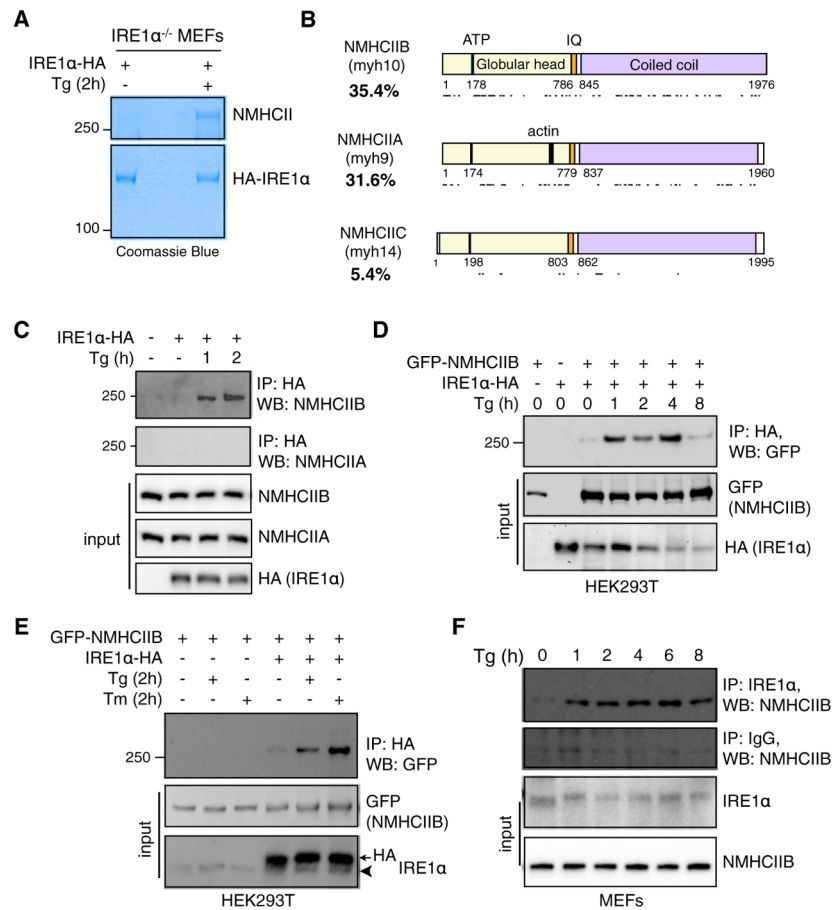 A
IRE1α-/- MEFs
IRE1α-HA + +
Tg (2h) - +
250
NMHCII
HA-IRE1α
100
Coomassie Blue
B
ATP IQ
NMHCIIB
(myh10)
35.4%
Globular head Coiled coil
1 178 786 845 1976
actin
NMHCIIA
(myh9)
31.6%
1 174 779 837 1960
NMHCIIC
(myh14)
5.4%
1 198 803 862 1995
C
IRE1α-HA - + + +
Tg (h) - - 1 2
250
IP: HA
WB: NMHCIIB
250
IP: HA
WB: NMHCIIA
input
NMHCIIB
NMHCIIA
HA (IRE1α)
D
GFP-NMHCIIB + - + + + + +
IRE1α-HA - + + + + + +
Tg (h) 0 0 0 1 2 4 8
250
IP: HA,
WB: GFP
input
GFP
(NMHCIIB)
HA (IRE1α)
HEK293T
E
GFP-NMHCIIB + + + + + +
IRE1α-HA - - - + + +
Tg (2h) - + - - + -
Tm (2h) - - + - - +
250
IP: HA
WB: GFP
input
GFP
(NMHCIIB)
HA
IRE1α
HEK293T
F
Tg (h) 0 1 2 4 6 8
IP: IRE1α,
WB: NMHCIIB
IP: IgG,
WB: NMHCIIB
input
IRE1α
NMHCIIB
MEFs